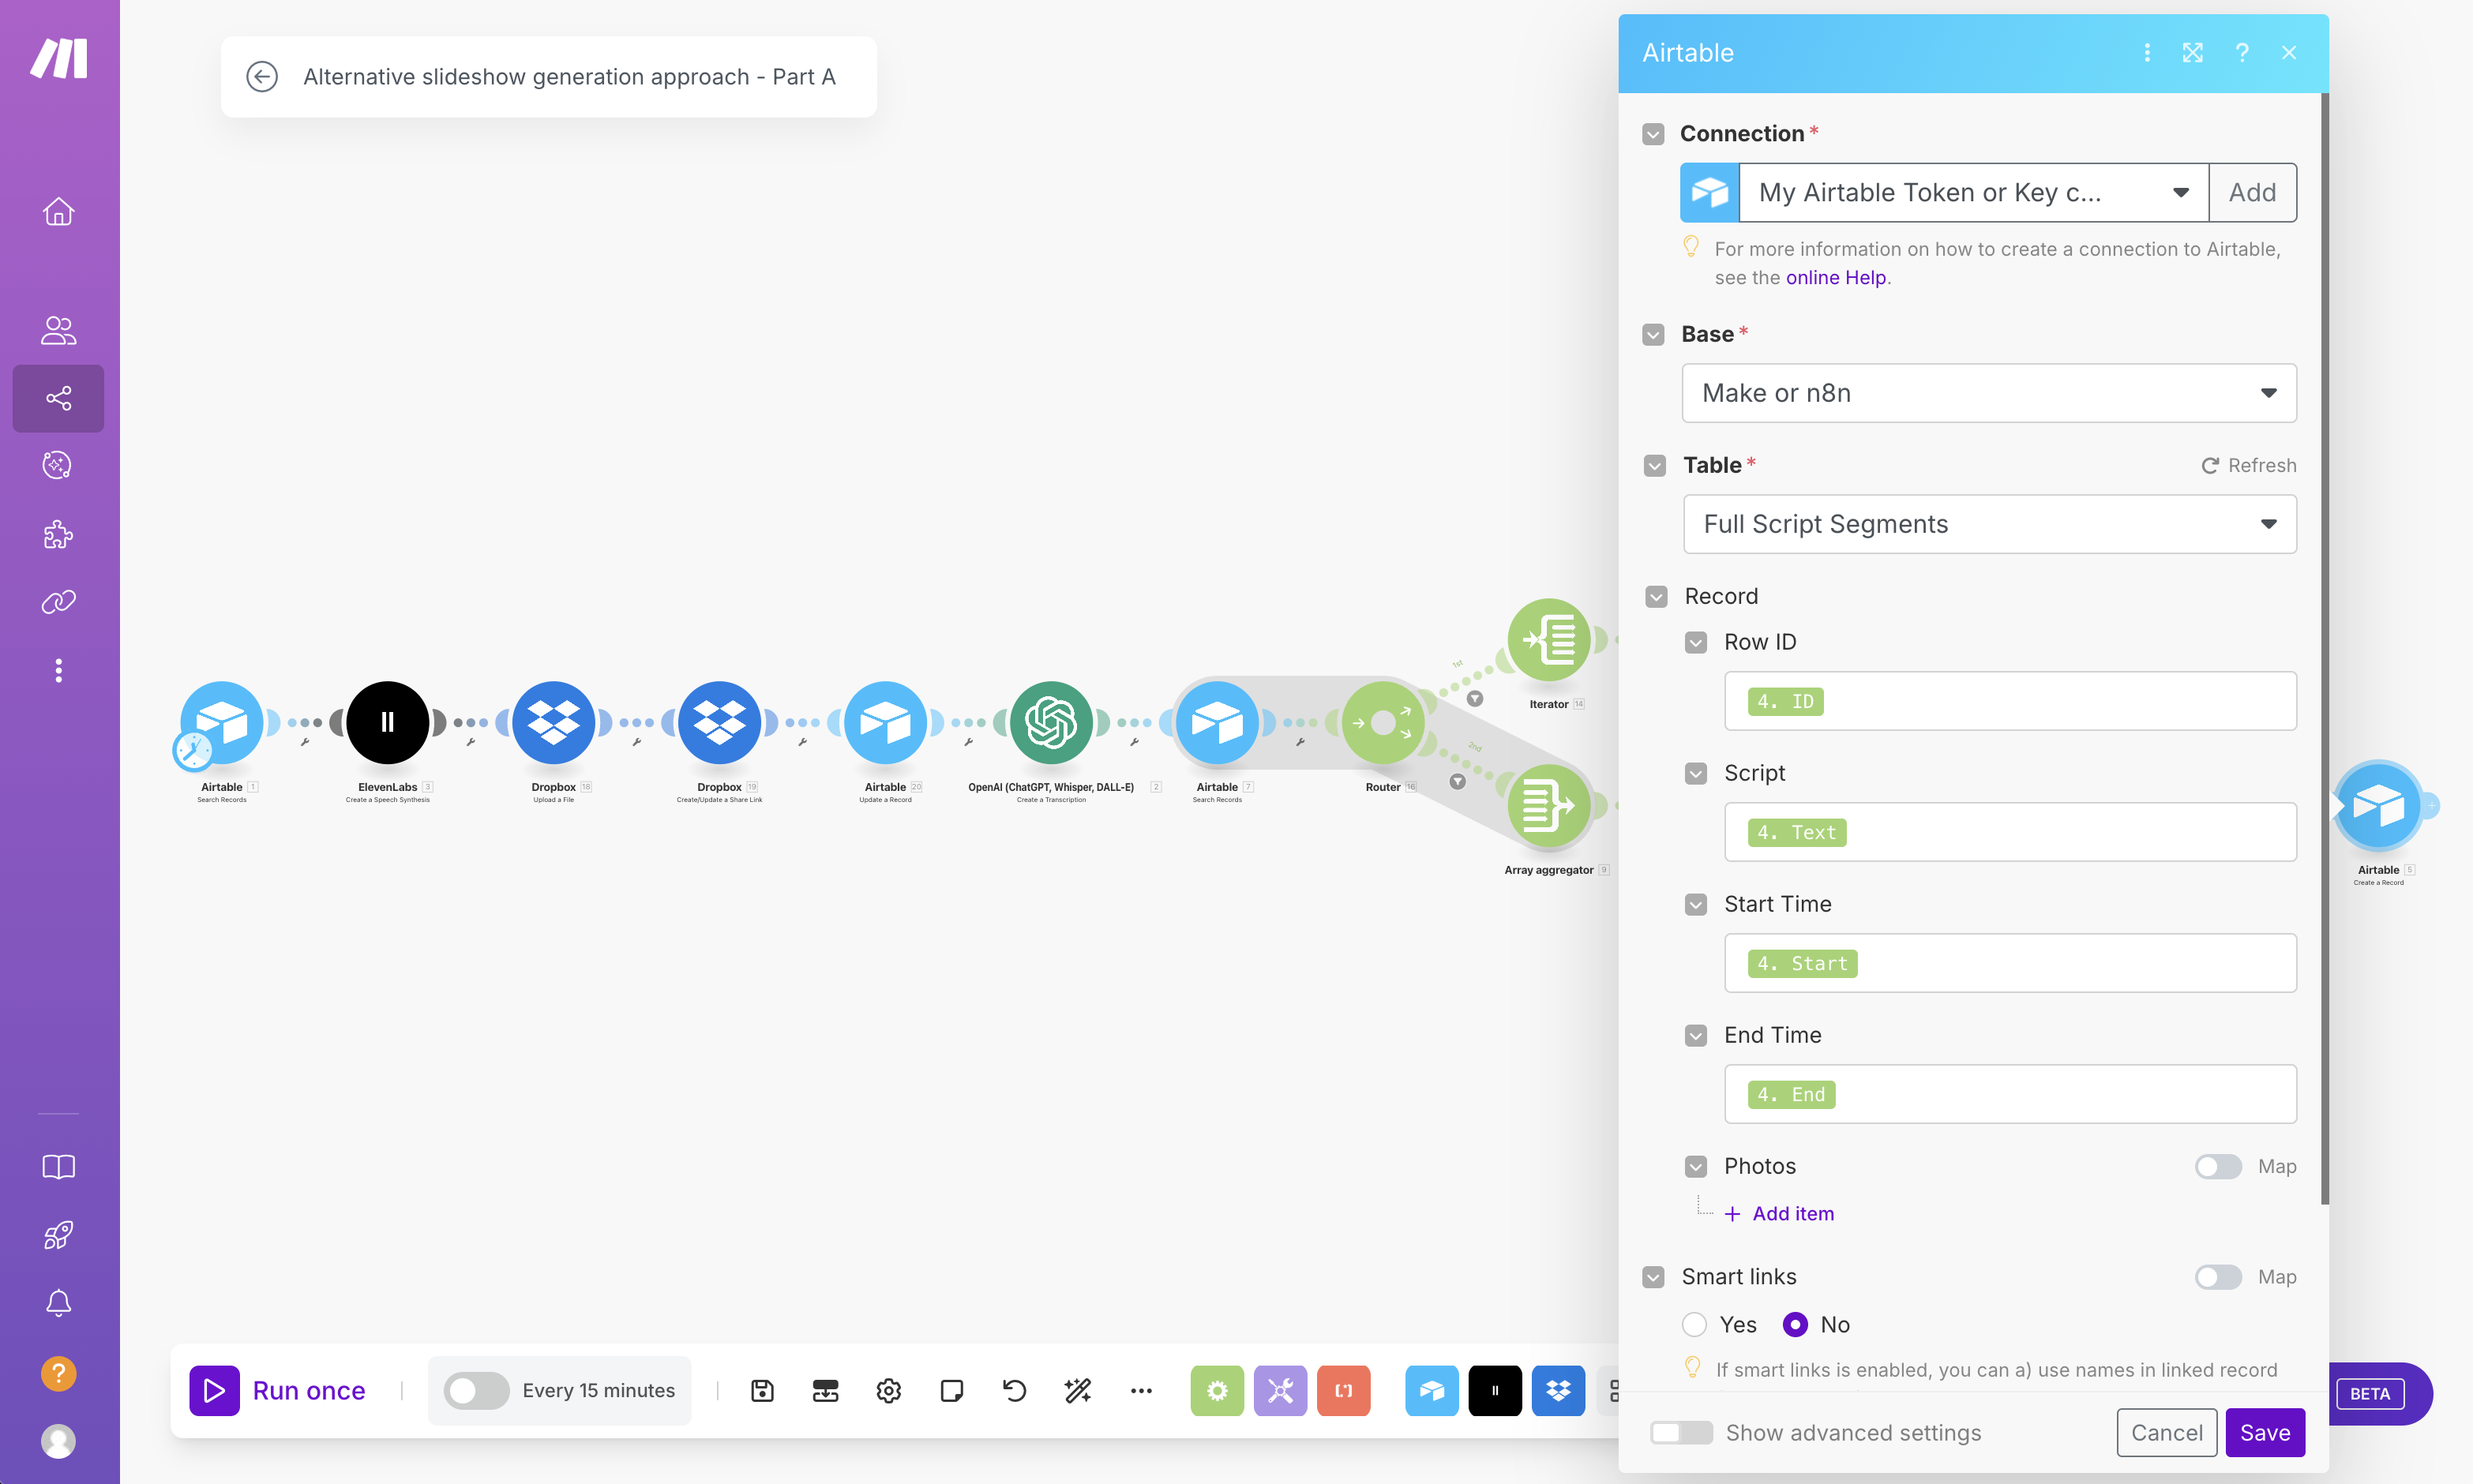 Alternative slideshow generation approach - Part A
Airtable 1
Search Records
ElevenLabs 3
Create a Speech Synthesis
Dropbox 18
Upload a File
Dropbox 19
Create/Update a Share Link
Airtable 20
Update a Record
OpenAI (ChatGPT, Whisper, DALL-E) 2
Create a Transcription
Airtable 7
Search Records
Router 16
1st
2nd
Iterator 14
Array aggregator 9
Airtable 5
Create a Record
Airtable
Connection *
My Airtable Token or Key c...
Add
For more information on how to create a connection to Airtable,
see the online Help.
Base *
Make or n8n
Table *
Refresh
Full Script Segments
Record
Row ID
4. ID
Script
4. Text
Start Time
4. Start
End Time
4. End
Photos
Map
Add item
Smart links
Map
Yes
No
If smart links is enabled, you can a) use names in linked record
Show advanced settings
Cancel
Save
Run once
Every 15 minutes
BETA